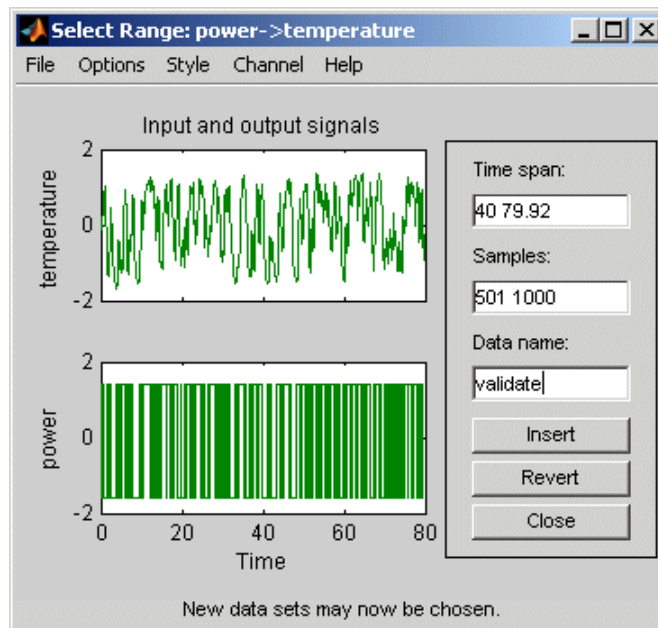 Select Range: power->temperature
File Options Style Channel Help
Input and output signals
2
0
-2
temperature
2
0
-2
power
0 20 40 60 80
Time
Time span:
40 79.92
Samples:
501 1000
Data name:
validate
Insert
Revert
Close
New data sets may now be chosen.